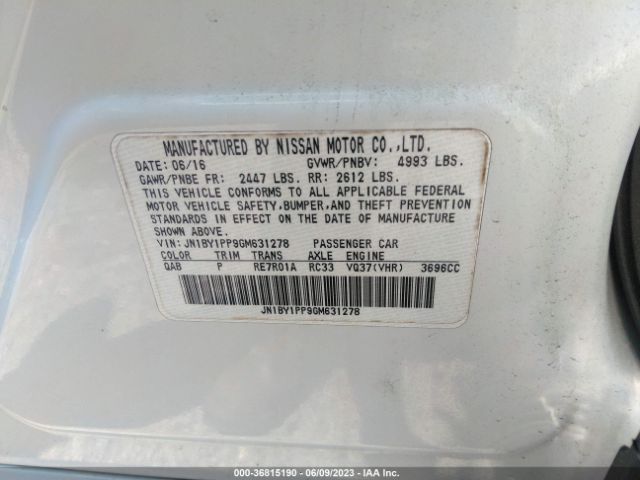 MANUFACTURED BY NISSAN MOTOR CO.,LTD.
DATE: 06/16 GVWR/PNBV: 4993 LBS.
GAWR/PNBE FR: 2447 LBS. RR: 2612 LBS.
THIS VEHICLE CONFORMS TO ALL APPLICABLE FEDERAL
MOTOR VEHICLE SAFETY,BUMPER,AND THEFT PREVENTION
STANDARDS IN EFFECT ON THE DATE OF MANUFACTURE
SHOWN ABOVE.
VIN: JN1BY1PP9GM631278 PASSENGER CAR
COLOR TRIM TRANS AXLE ENGINE
QAB P RE7R01A RC33 VQ37(VHR) 3696CC
JN1BY1PP9GM631278
000-36815190 - 06/09/2023 - IAA Inc.